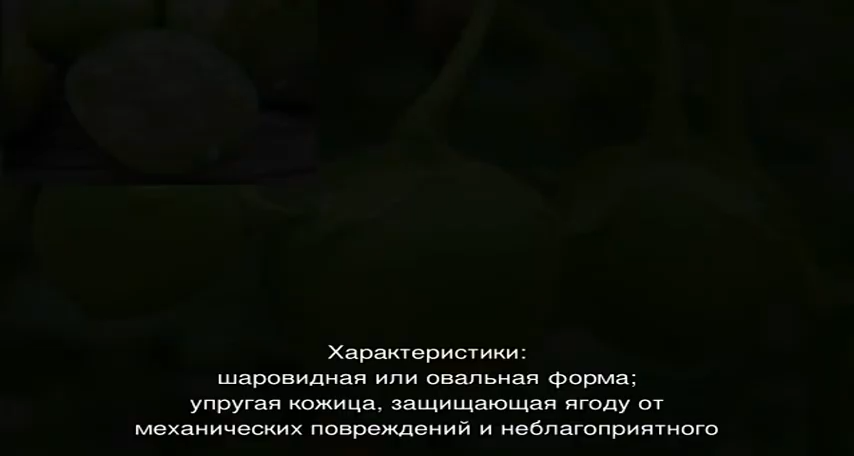 Характеристики:
шаровидная или овальная форма;
упругая кожица, защищающая ягоду от
механических повреждений и неблагоприятного